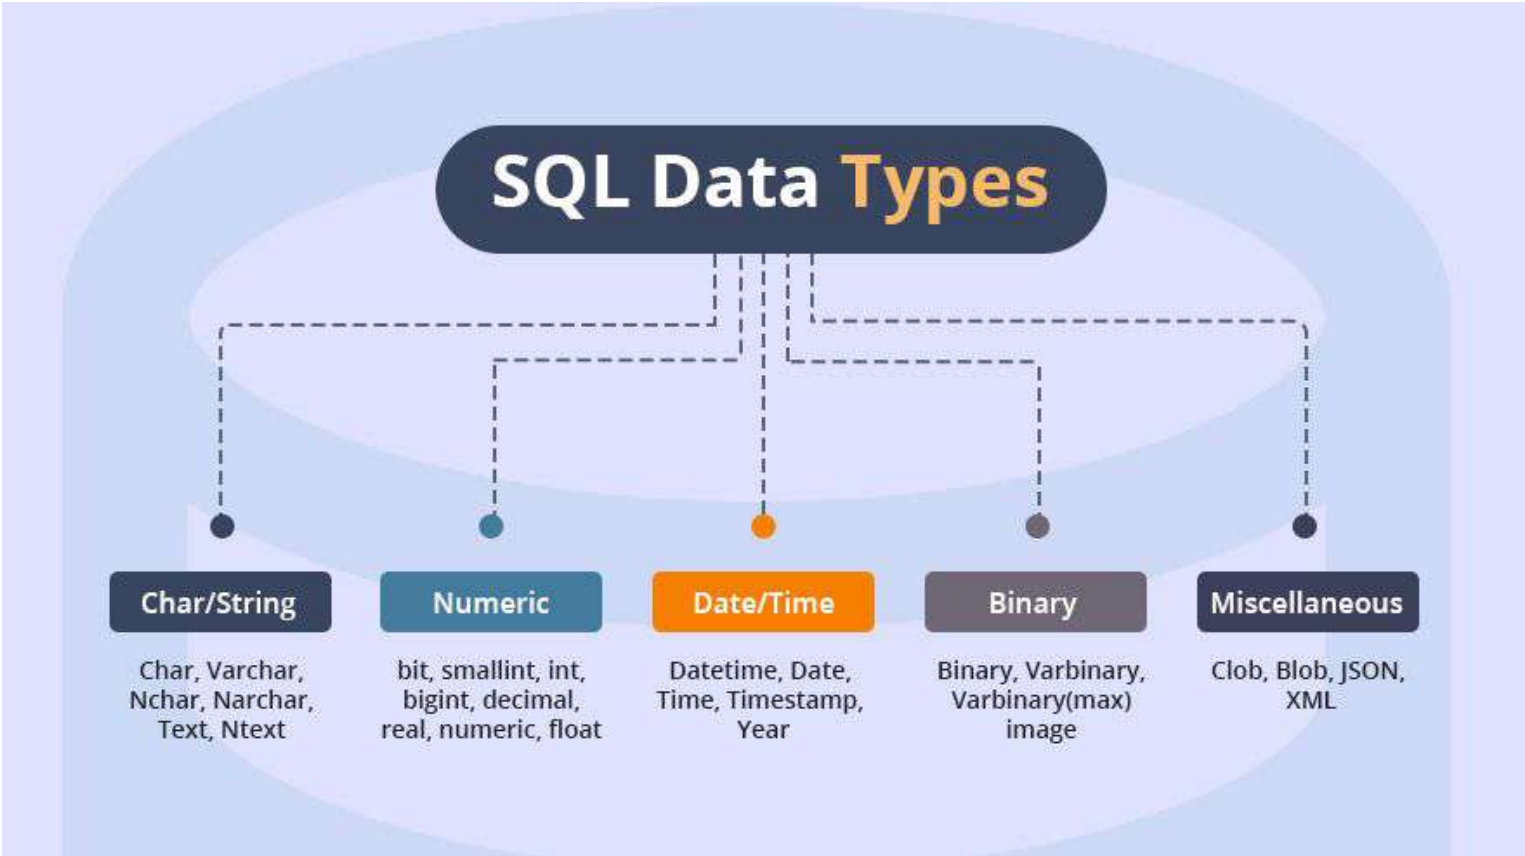 SQL Data Types
Char/String
Char, Varchar,
Nchar, Narchar,
Text, Ntext
Numeric
bit, smallint, int,
bigint, decimal,
real, numeric, float
Date/Time
Datetime, Date,
Time, Timestamp,
Year
Binary
Binary, Varbinary,
Varbinary(max)
image
Miscellaneous
Clob, Blob, JSON,
XML